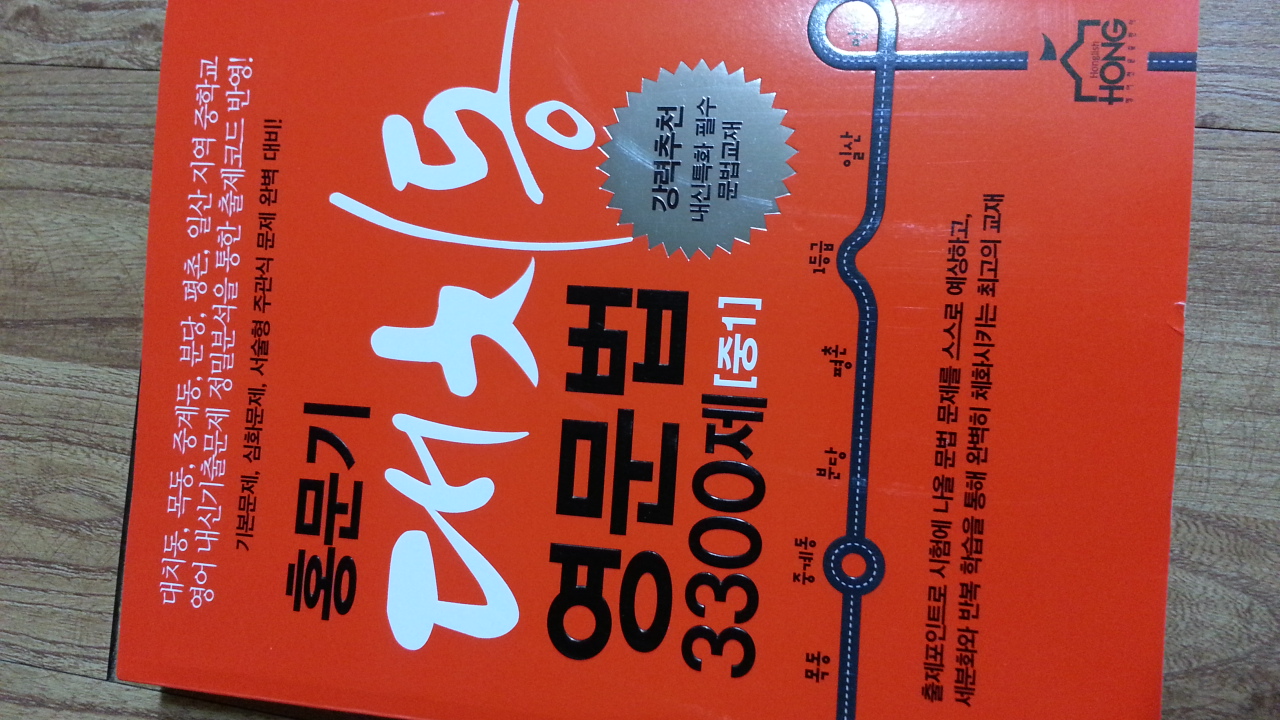 대치동, 목동, 중계동, 분당, 평촌, 일산 지역 중학교
영어 내신기출문제 정밀분석을 통한 출제코드 반영!
기본문제, 심화문제, 서술형 주관식 문제 완벽 대비!
홍문기
대치동
영문법
3300제[중1]
강력추천
내신특화 필수
문법교재
목동
중계동
분당
평촌
1등급
일산
출제포인트로 시험에 나올 문법 문제를 스스로 예상하고,
세분화와 반복 학습을 통해 완벽히 체화시키는 최고의 교재
Honglish
HONG